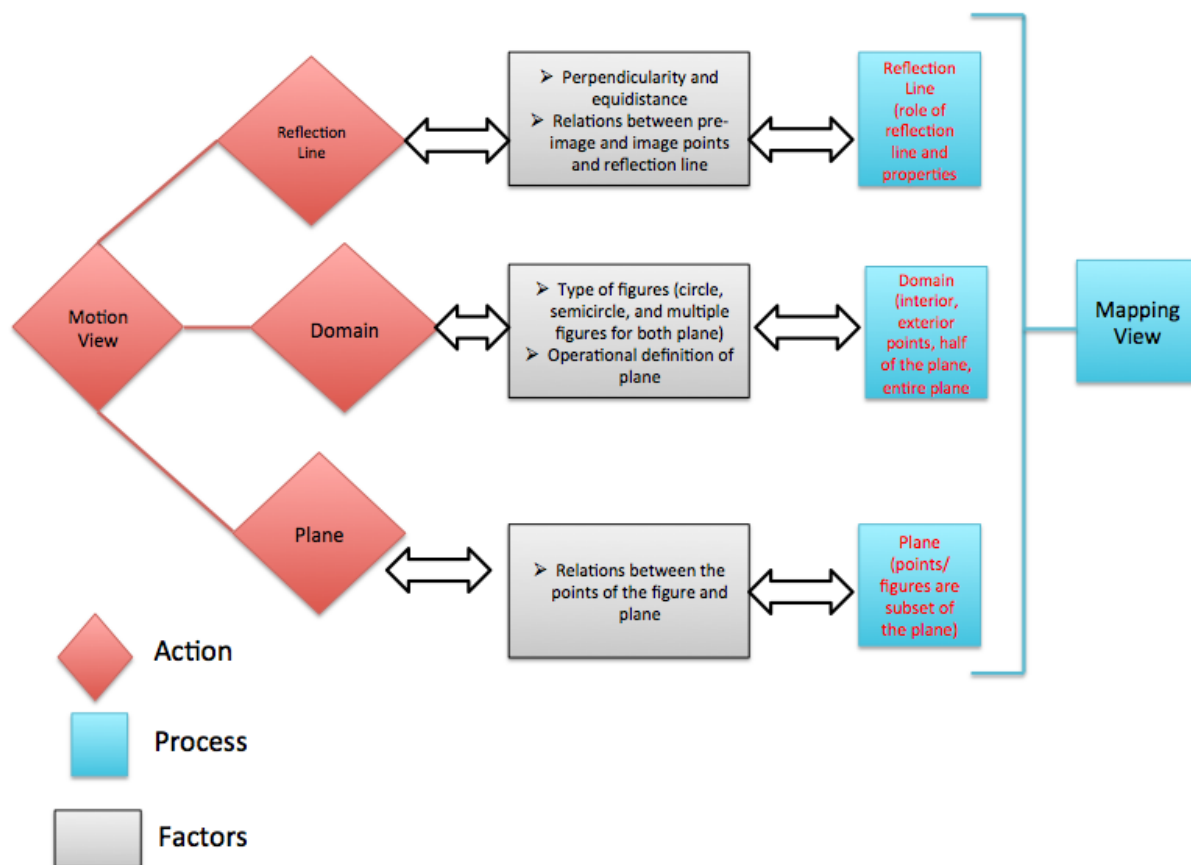 Reflection
Line
➢ Perpendicularity and
equidistance
➢ Relations between pre-
image and image points
and reflection line
Reflection
Line
(role of
reflection
line and
properties
Motion
View
Domain
➢ Type of figures (circle,
semicircle, and multiple
figures for both plane)
➢ Operational definition of
plane
Domain
(interior,
exterior
points, half
of the plane,
entire plane
Mapping
View
Plane
➢ Relations between the
points of the figure and
plane
Plane
(points/
figures are
subset of
the plane)
Action
Process
Factors